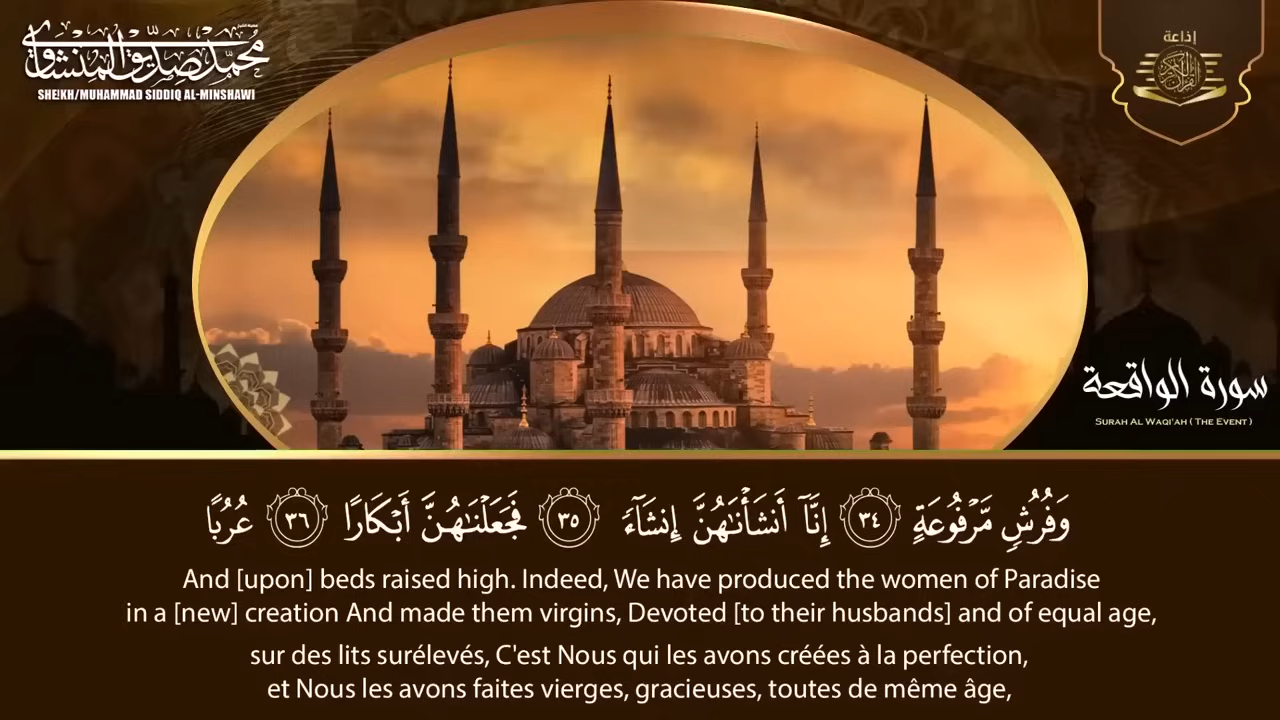 محمد صديق المنشاوي
SHEIKH/MUHAMMAD SIDDIQ AL-MINSHAWI
إذاعة
القرآن الكريم
سورة الواقعة
SURAH AL WAQI'AH ( THE EVENT )
وَفُرُشٍ مَّرْفُوعَةٍ ٣٤ إِنَّآ أَنشَأْنَٰهُنَّ إِنشَآءً ٣٥ فَجَعَلْنَٰهُنَّ أَبْكَارًا ٣٦ عُرُبًا
And [upon] beds raised high. Indeed, We have produced the women of Paradise
in a [new] creation And made them virgins, Devoted [to their husbands] and of equal age,
sur des lits surélevés, C'est Nous qui les avons créées à la perfection,
et Nous les avons faites vierges, gracieuses, toutes de même âge,